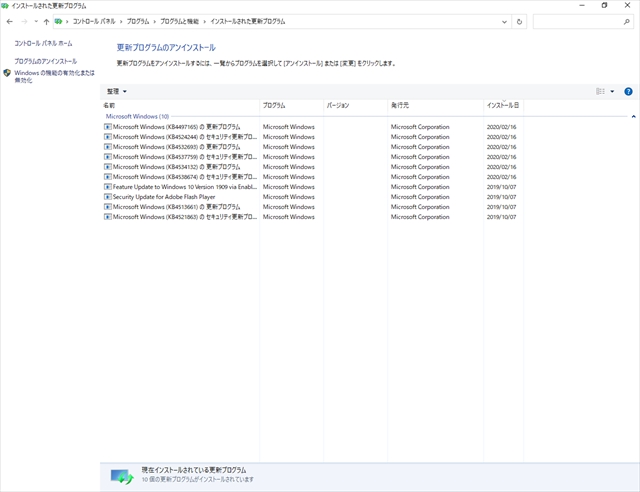 インストールされた更新プログラム
コントロール パネル › プログラム › プログラムと機能 › インストールされた更新プログラム
コントロール パネル ホーム
プログラムのアンインストール
Windows の機能の有効化または
無効化
更新プログラムのアンインストール
更新プログラムをアンインストールするには、一覧からプログラムを選択して [アンインストール] または [変更] をクリックします。
整理
名前 プログラム バージョン 発行元 インストール日
Microsoft Windows (10)
Microsoft Windows (KB4497165) の 更新プログラム Microsoft Windows Microsoft Corporation 2020/02/16
Microsoft Windows (KB4524244) の セキュリティ更新プロ... Microsoft Windows Microsoft Corporation 2020/02/16
Microsoft Windows (KB4532693) の 更新プログラム Microsoft Windows Microsoft Corporation 2020/02/16
Microsoft Windows (KB4537759) の セキュリティ更新プロ... Microsoft Windows Microsoft Corporation 2020/02/16
Microsoft Windows (KB4534132) の 更新プログラム Microsoft Windows Microsoft Corporation 2020/02/16
Microsoft Windows (KB4538674) の セキュリティ更新プロ... Microsoft Windows Microsoft Corporation 2020/02/16
Feature Update to Windows 10 Version 1909 via Enabl... Microsoft Windows Microsoft Corporation 2019/10/07
Security Update for Adobe Flash Player Microsoft Windows Microsoft Corporation 2019/10/07
Microsoft Windows (KB4513661) の 更新プログラム Microsoft Windows Microsoft Corporation 2019/10/07
Microsoft Windows (KB4521863) の セキュリティ更新プロ... Microsoft Windows Microsoft Corporation 2019/10/07
現在インストールされている更新プログラム
10 個の更新プログラムがインストールされています